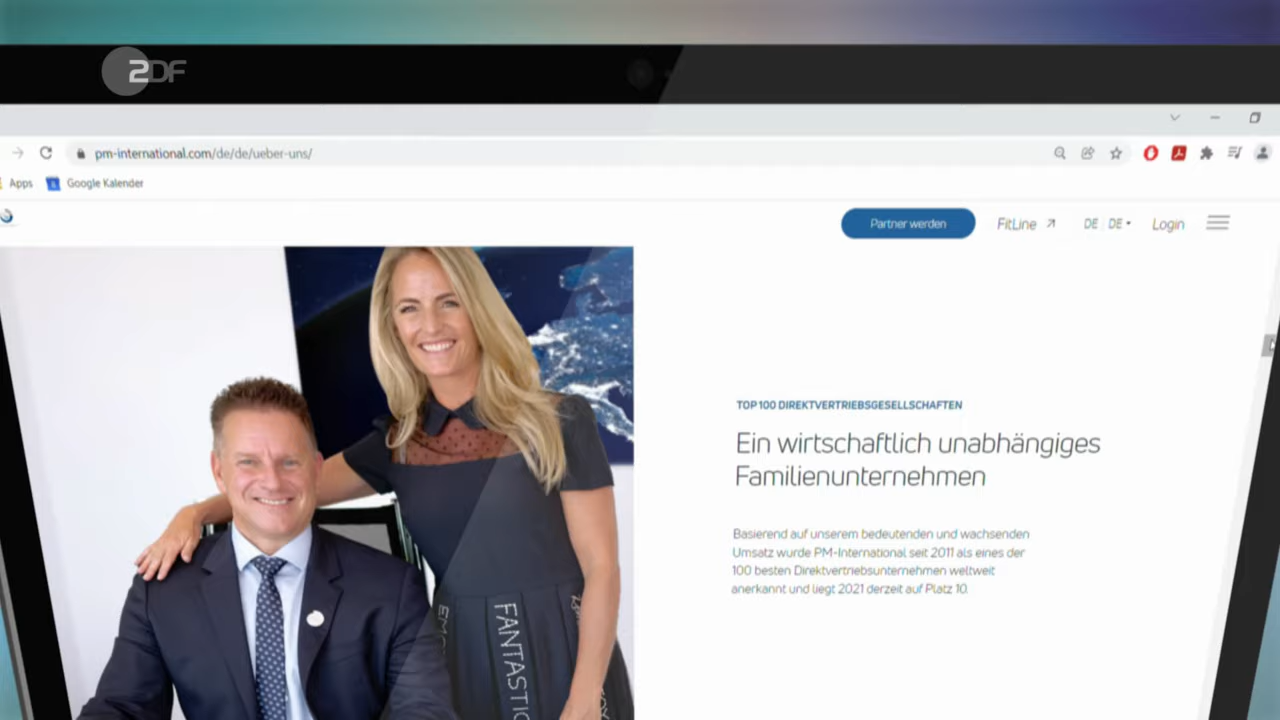 ZDF
pm-international.com/de/de/ueber-uns/
Apps Google Kalender
Partner werden FitLine DE DE Login
TOP 100 DIREKTVERTRIEBSGESELLSCHAFTEN
Ein wirtschaftlich unabhängiges
Familienunternehmen
Basierend auf unserem bedeutenden und wachsenden
Umsatz wurde PM-International seit 2011 als eines der
100 besten Direktvertriebsunternehmen weltweit
anerkannt und liegt 2021 derzeit auf Platz 10.
FANTASTIC